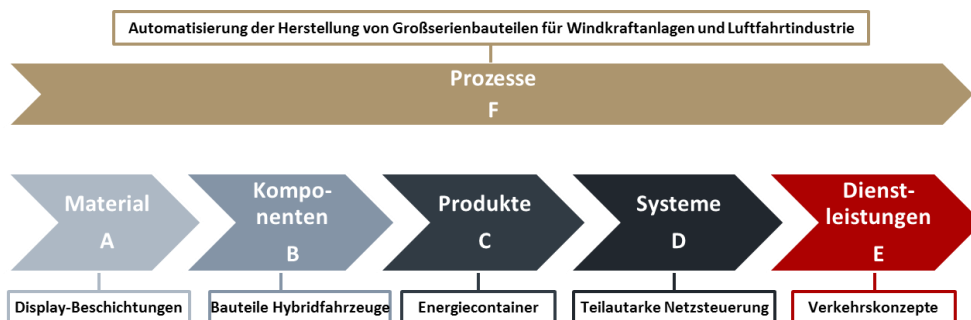 Automatisierung der Herstellung von Großserienbauteilen für Windkraftanlagen und Luftfahrtindustrie
Prozesse
F
Material
A
Kompo-
nenten
B
Produkte
C
Systeme
D
Dienst-
leistungen
E
Display-Beschichtungen
Bauteile Hybridfahrzeuge
Energiecontainer
Teilautarke Netzsteuerung
Verkehrskonzepte